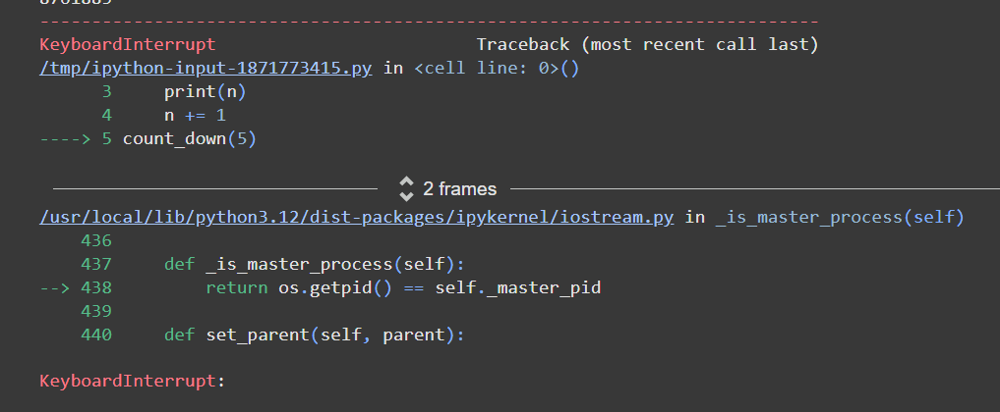 8701889
---------------------------------------------------------------------------
KeyboardInterrupt                         Traceback (most recent call last)
/tmp/ipython-input-1871773415.py in <cell line: 0>()
      3     print(n)
      4     n += 1
----> 5 count_down(5)
2 frames
/usr/local/lib/python3.12/dist-packages/ipykernel/iostream.py in _is_master_process(self)
    436
    437     def _is_master_process(self):
--> 438         return os.getpid() == self._master_pid
    439
    440     def set_parent(self, parent):
KeyboardInterrupt: